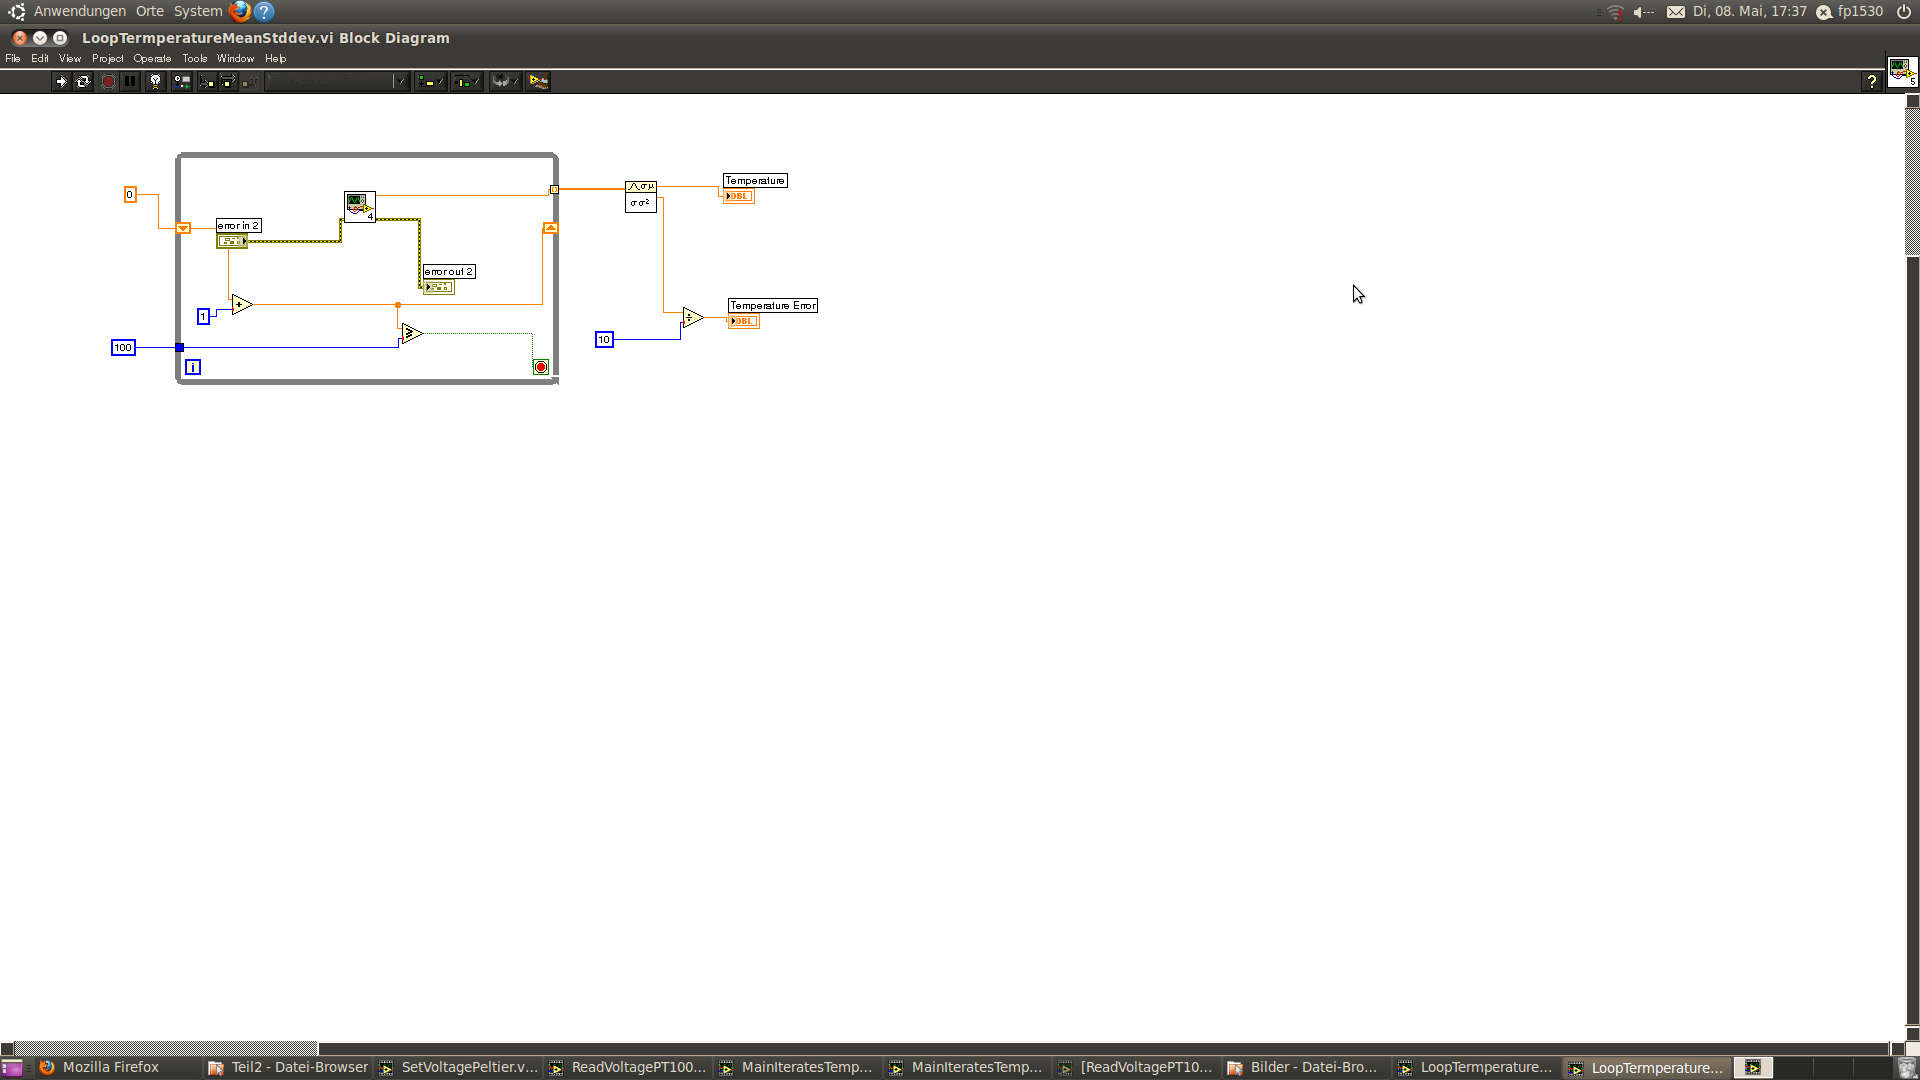 Anwendungen Orte System
Di, 08. Mai, 17:37 fp1530
LoopTermperatureMeanStddev.vi Block Diagram
File Edit View Project Operate Tools Window Help
5
0
error in 2
4
Temperature
DBL
σ μ
σ σ²
error out 2
1
+
≥
100
i
10
÷
Temperature Error
DBL
Mozilla Firefox
Teil2 - Datei-Browser
SetVoltagePeltier.v...
ReadVoltagePT100...
MainIteratesTemp...
MainIteratesTemp...
[ReadVoltagePT10...
Bilder - Datei-Bro...
LoopTermperature...
LoopTermperature...